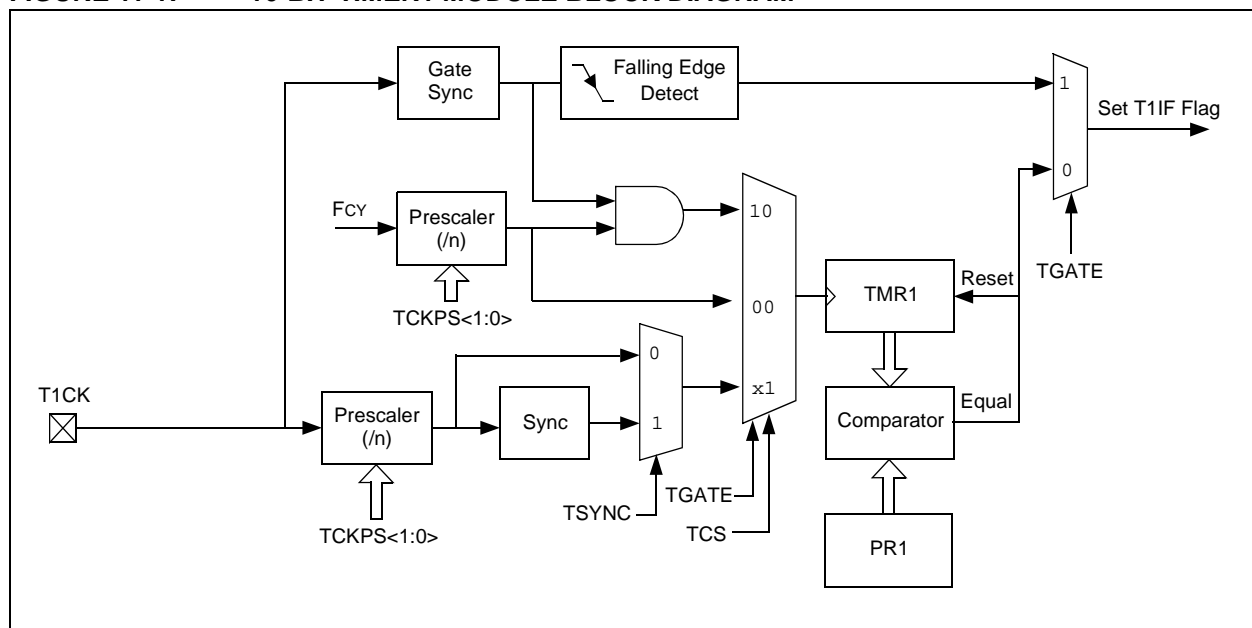 Gate
Sync
Falling Edge
Detect
1
Set T1IF Flag
0
TGATE
FCY
Prescaler
(/n)
TCKPS<1:0>
10
00
x1
TMR1
Reset
T1CK
Prescaler
(/n)
TCKPS<1:0>
Sync
0
1
TSYNC
TGATE
TCS
Comparator
Equal
PR1